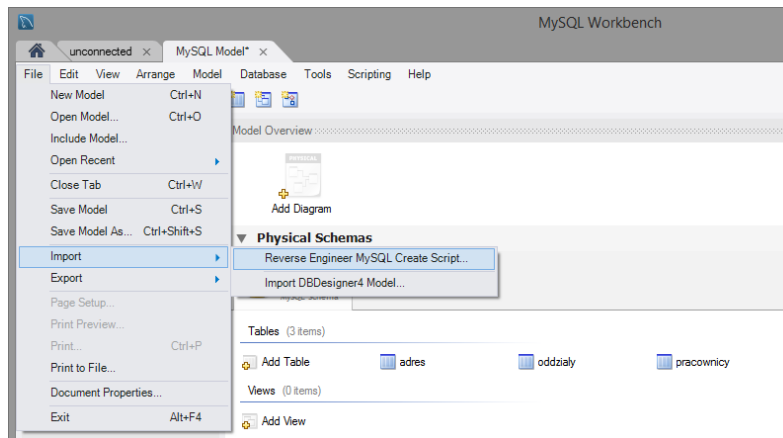 MySQL Workbench
unconnected × MySQL Model* ×
File Edit View Arrange Model Database Tools Scripting Help
New Model Ctrl+N
Open Model... Ctrl+O
Include Model...
Open Recent
Close Tab Ctrl+W
Save Model Ctrl+S
Save Model As... Ctrl+Shift+S
Import
Export
Page Setup...
Print Preview...
Print... Ctrl+P
Print to File...
Document Properties...
Exit Alt+F4
Model Overview
PHYSICAL
Add Diagram
Physical Schemas
Reverse Engineer MySQL Create Script...
Import DBDesigner4 Model...
MySQL Schema
Tables (3 items)
Add Table adres oddzialy pracownicy
Views (0 items)
Add View